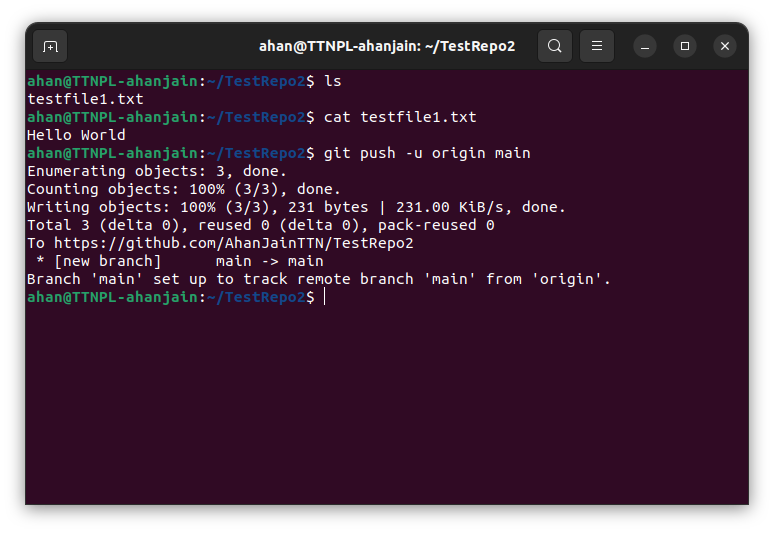 ahan@TTNPL-ahanjain: ~/TestRepo2
ahan@TTNPL-ahanjain:~/TestRepo2$ ls
testfile1.txt
ahan@TTNPL-ahanjain:~/TestRepo2$ cat testfile1.txt
Hello World
ahan@TTNPL-ahanjain:~/TestRepo2$ git push -u origin main
Enumerating objects: 3, done.
Counting objects: 100% (3/3), done.
Writing objects: 100% (3/3), 231 bytes | 231.00 KiB/s, done.
Total 3 (delta 0), reused 0 (delta 0), pack-reused 0
To https://github.com/AhanJainTTN/TestRepo2
 * [new branch]      main -> main
Branch 'main' set up to track remote branch 'main' from 'origin'.
ahan@TTNPL-ahanjain:~/TestRepo2$